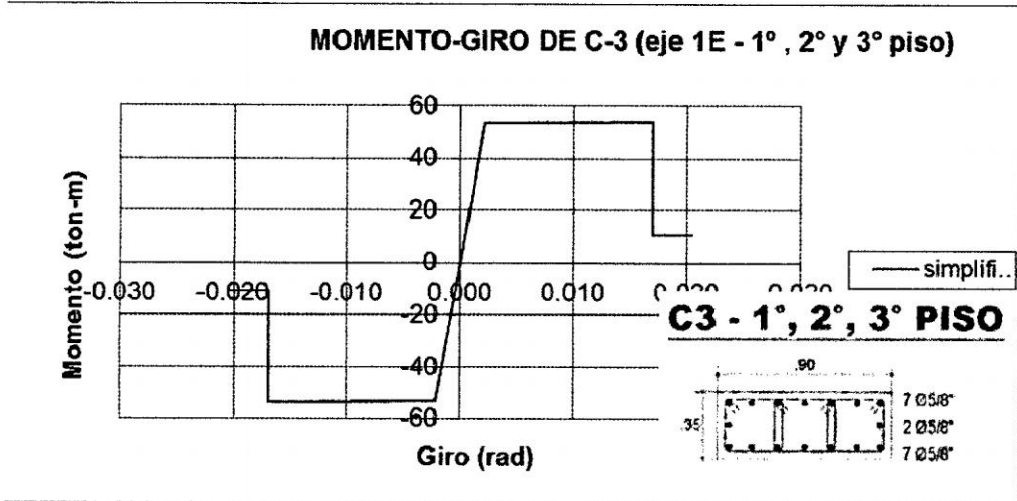 MOMENTO-GIRO DE C-3 (eje 1E - 1º , 2° y 3° piso)
60
40
20
0
-0.030 -0.020 -0.010 0.000 0.010
-20
-40
-60
Momento (ton-m)
Giro (rad)
simplifi..
C3 - 1°, 2°, 3° PISO
.90
.35
7 Ø5/8"
2 Ø5/8"
7 Ø5/8"